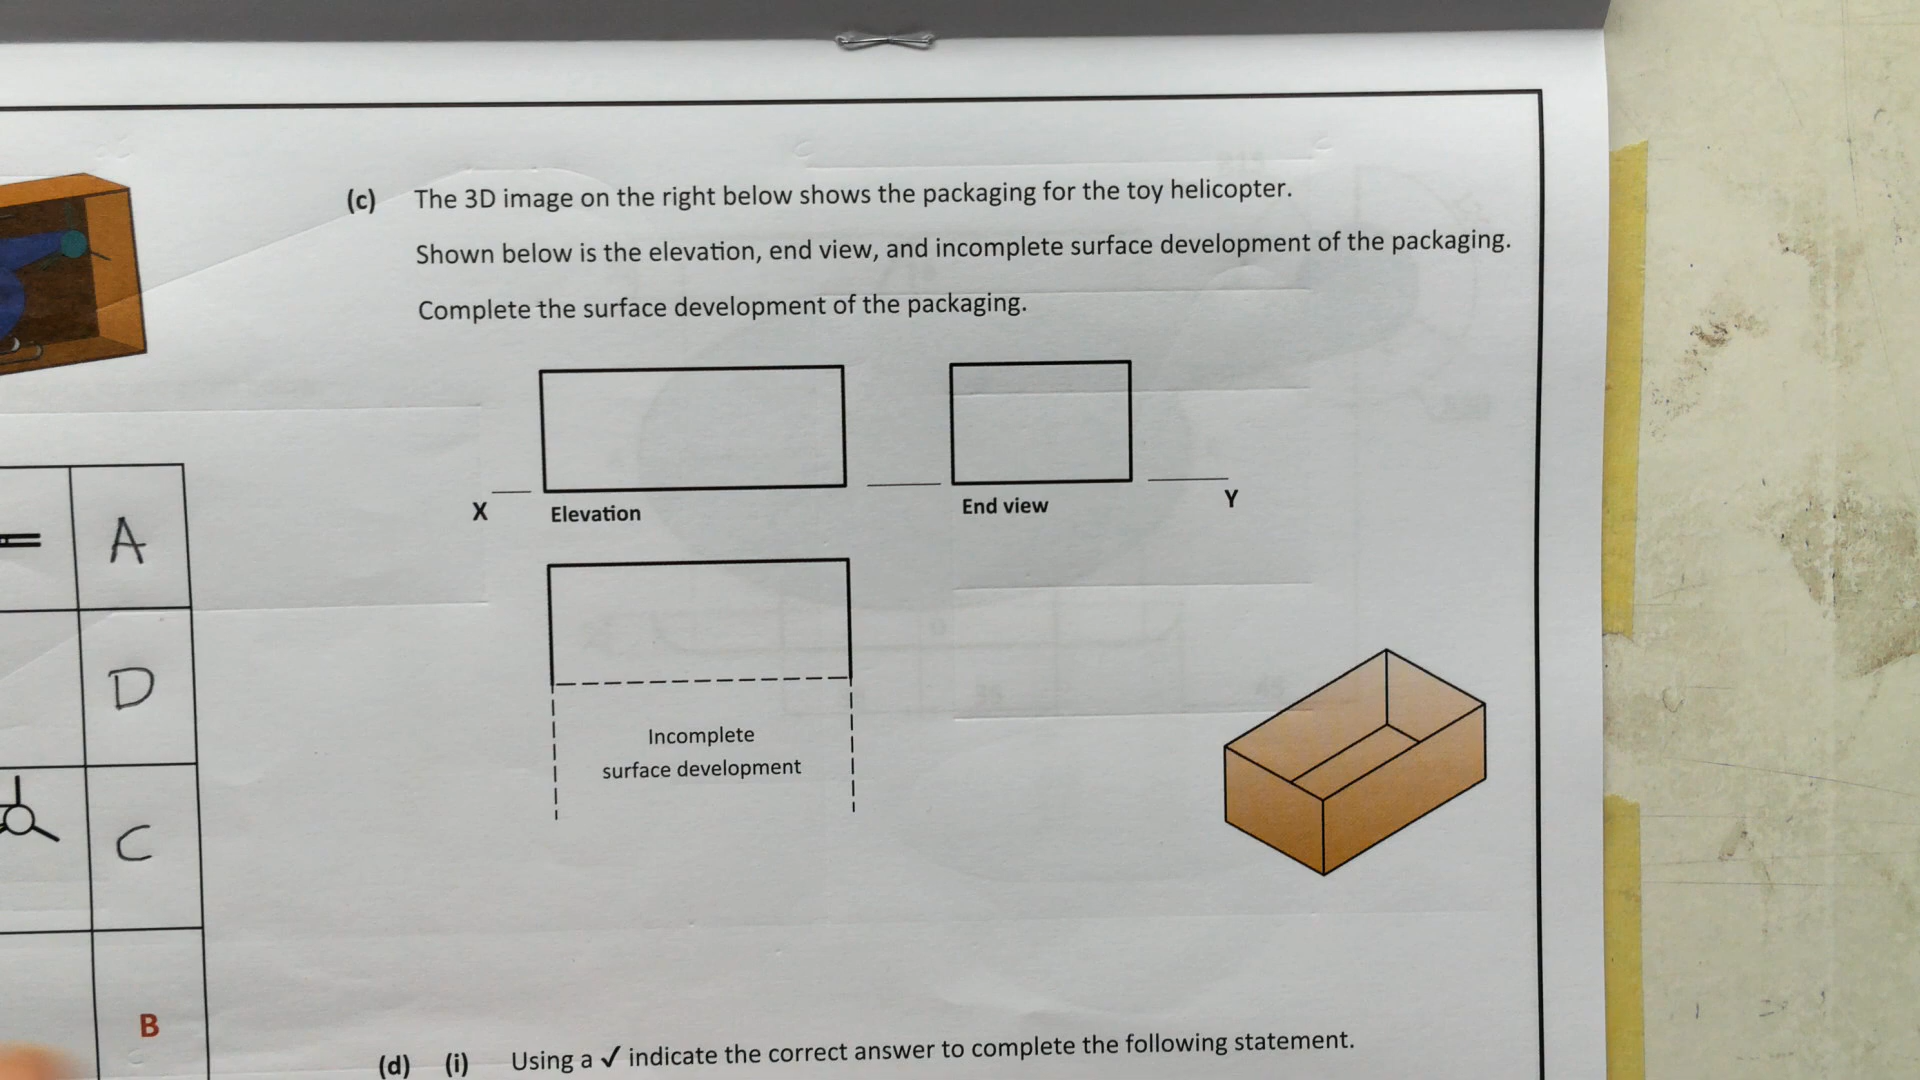 (c) The 3D image on the right below shows the packaging for the toy helicopter.
Shown below is the elevation, end view, and incomplete surface development of the packaging.
Complete the surface development of the packaging.
X Elevation End view Y
A
Incomplete
surface development
D
C
B
(d) (i) Using a ✓ indicate the correct answer to complete the following statement.